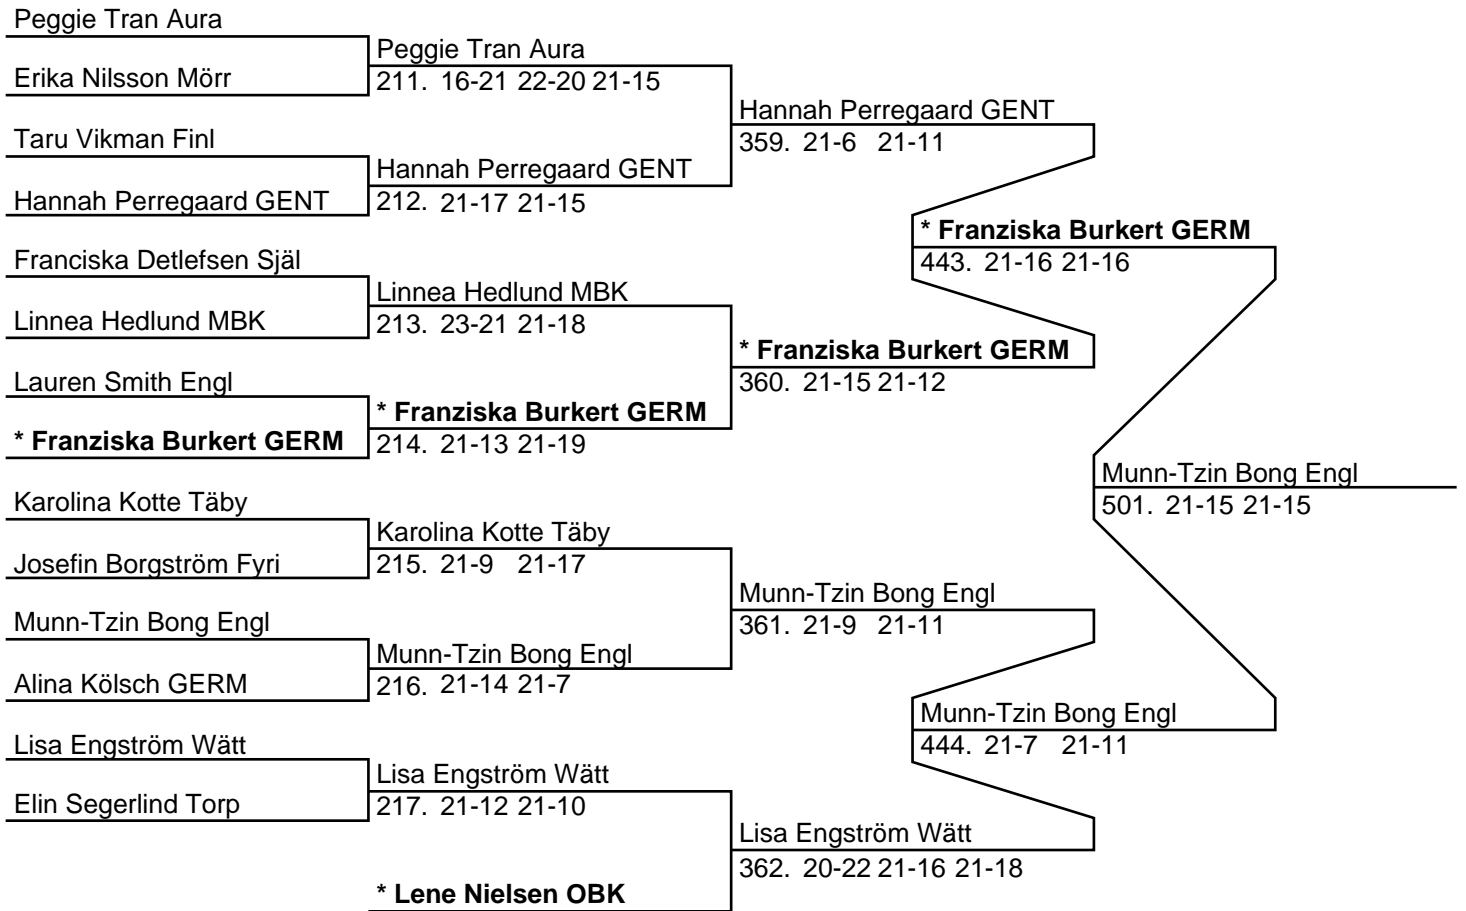 Peggie Tran Aura
Erika Nilsson Mörr
Taru Vikman Finl
Hannah Perregaard GENT
Franciska Detlefsen Själ
Linnea Hedlund MBK
Lauren Smith Engl
* Franziska Burkert GERM
Karolina Kotte Täby
Josefin Borgström Fyri
Munn-Tzin Bong Engl
Alina Kölsch GERM
Lisa Engström Wätt
Elin Segerlind Torp
Peggie Tran Aura
211. 16-21 22-20 21-15
Hannah Perregaard GENT
212. 21-17 21-15
Linnea Hedlund MBK
213. 23-21 21-18
* Franziska Burkert GERM
214. 21-13 21-19
Karolina Kotte Täby
215. 21-9 21-17
Munn-Tzin Bong Engl
216. 21-14 21-7
Lisa Engström Wätt
217. 21-12 21-10
* Lene Nielsen OBK
Hannah Perregaard GENT
359. 21-6 21-11
* Franziska Burkert GERM
360. 21-15 21-12
Munn-Tzin Bong Engl
361. 21-9 21-11
Lisa Engström Wätt
362. 20-22 21-16 21-18
* Franziska Burkert GERM
443. 21-16 21-16
Munn-Tzin Bong Engl
444. 21-7 21-11
Munn-Tzin Bong Engl
501. 21-15 21-15